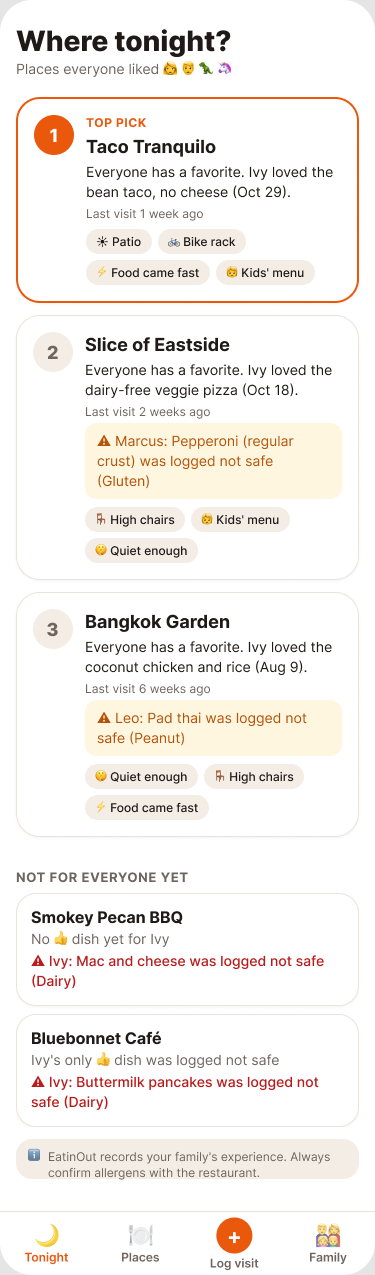 Where tonight?
Places everyone liked
1
TOP PICK
Taco Tranquilo
Everyone has a favorite. Ivy loved the
bean taco, no cheese (Oct 29).
Last visit 1 week ago
Patio
Bike rack
Food came fast
Kids' menu
2
Slice of Eastside
Everyone has a favorite. Ivy loved the
dairy-free veggie pizza (Oct 18).
Last visit 2 weeks ago
Marcus: Pepperoni (regular
crust) was logged not safe
(Gluten)
High chairs
Kids' menu
Quiet enough
3
Bangkok Garden
Everyone has a favorite. Ivy loved the
coconut chicken and rice (Aug 9).
Last visit 6 weeks ago
Leo: Pad thai was logged not
safe (Peanut)
Quiet enough
High chairs
Food came fast
NOT FOR EVERYONE YET
Smokey Pecan BBQ
No 👍 dish yet for Ivy
Ivy: Mac and cheese was logged not safe
(Dairy)
Bluebonnet Café
Ivy's only 👍 dish was logged not safe
Ivy: Buttermilk pancakes was logged not
safe (Dairy)
EatinOut records your family's experience. Always
confirm allergens with the restaurant.
Tonight
Places
Log visit
Family